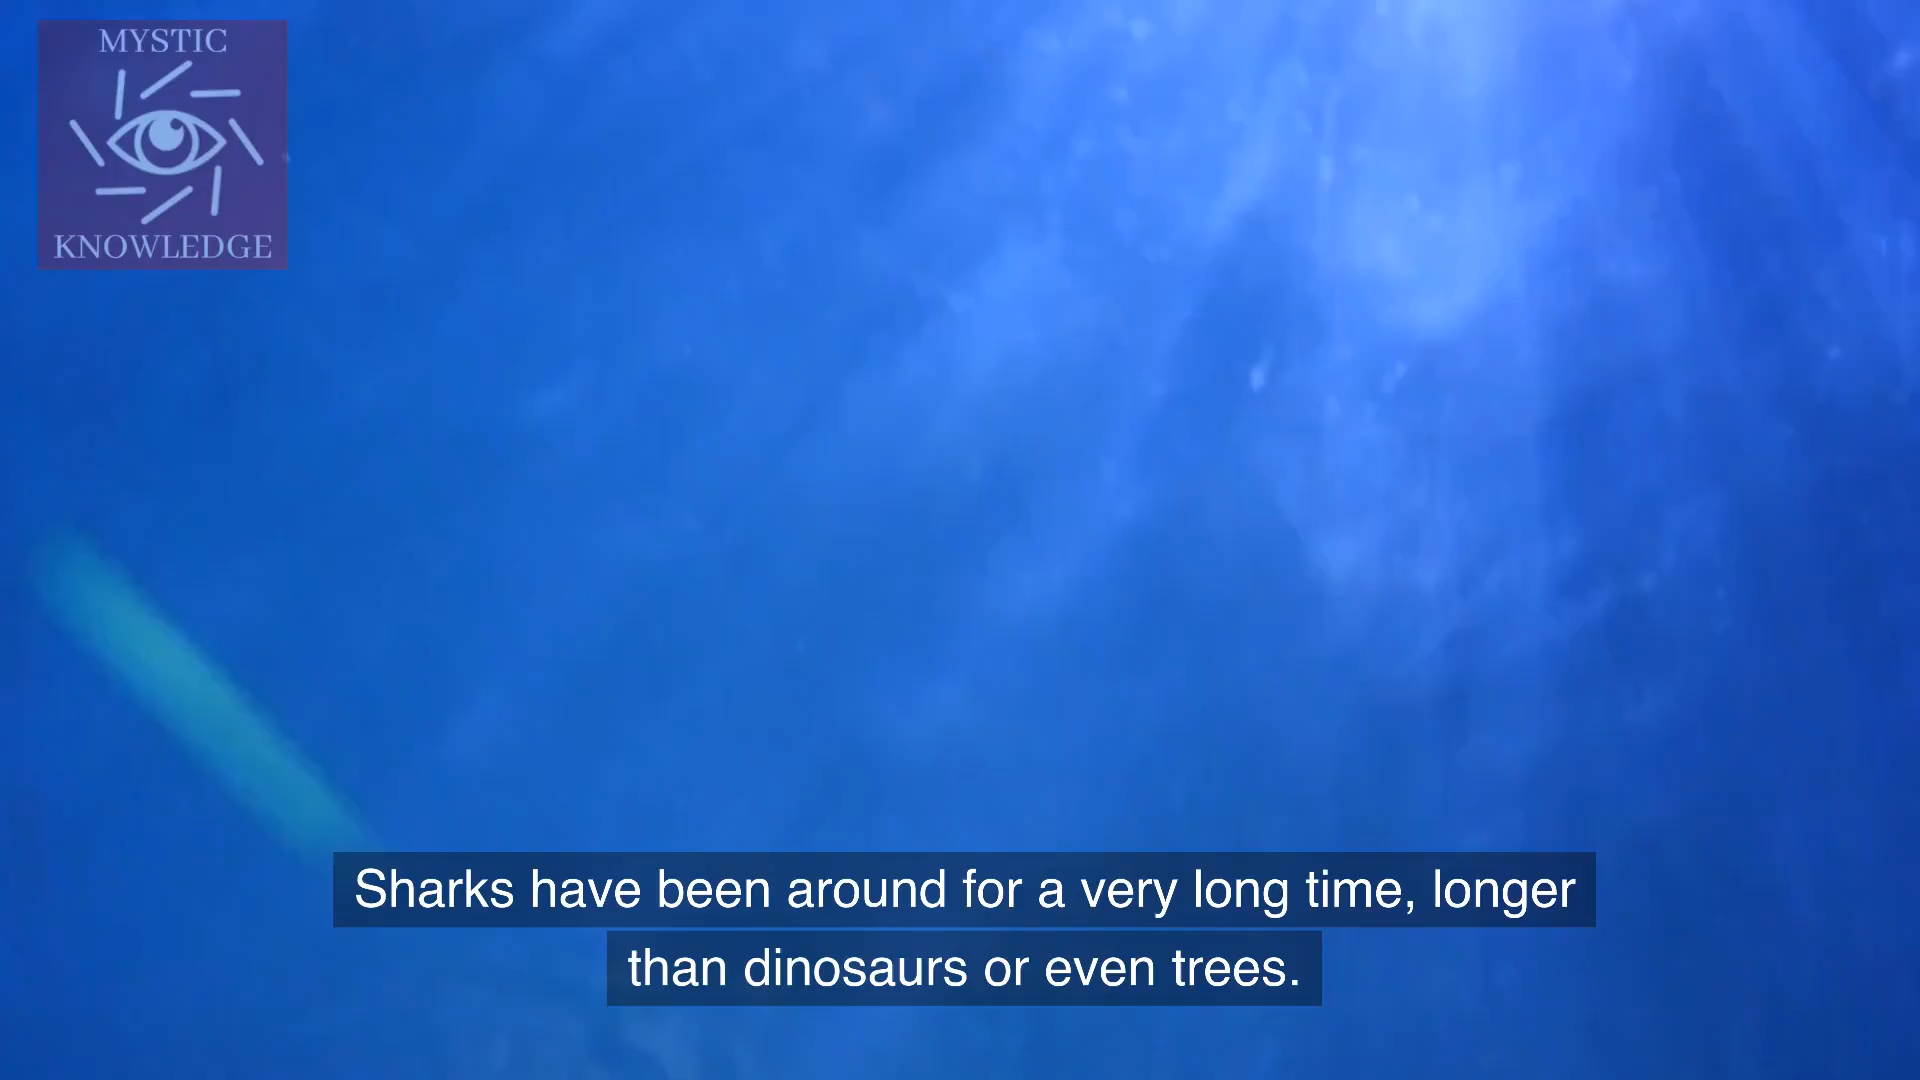 MYSTIC
KNOWLEDGE
Sharks have been around for a very long time, longer
than dinosaurs or even trees.